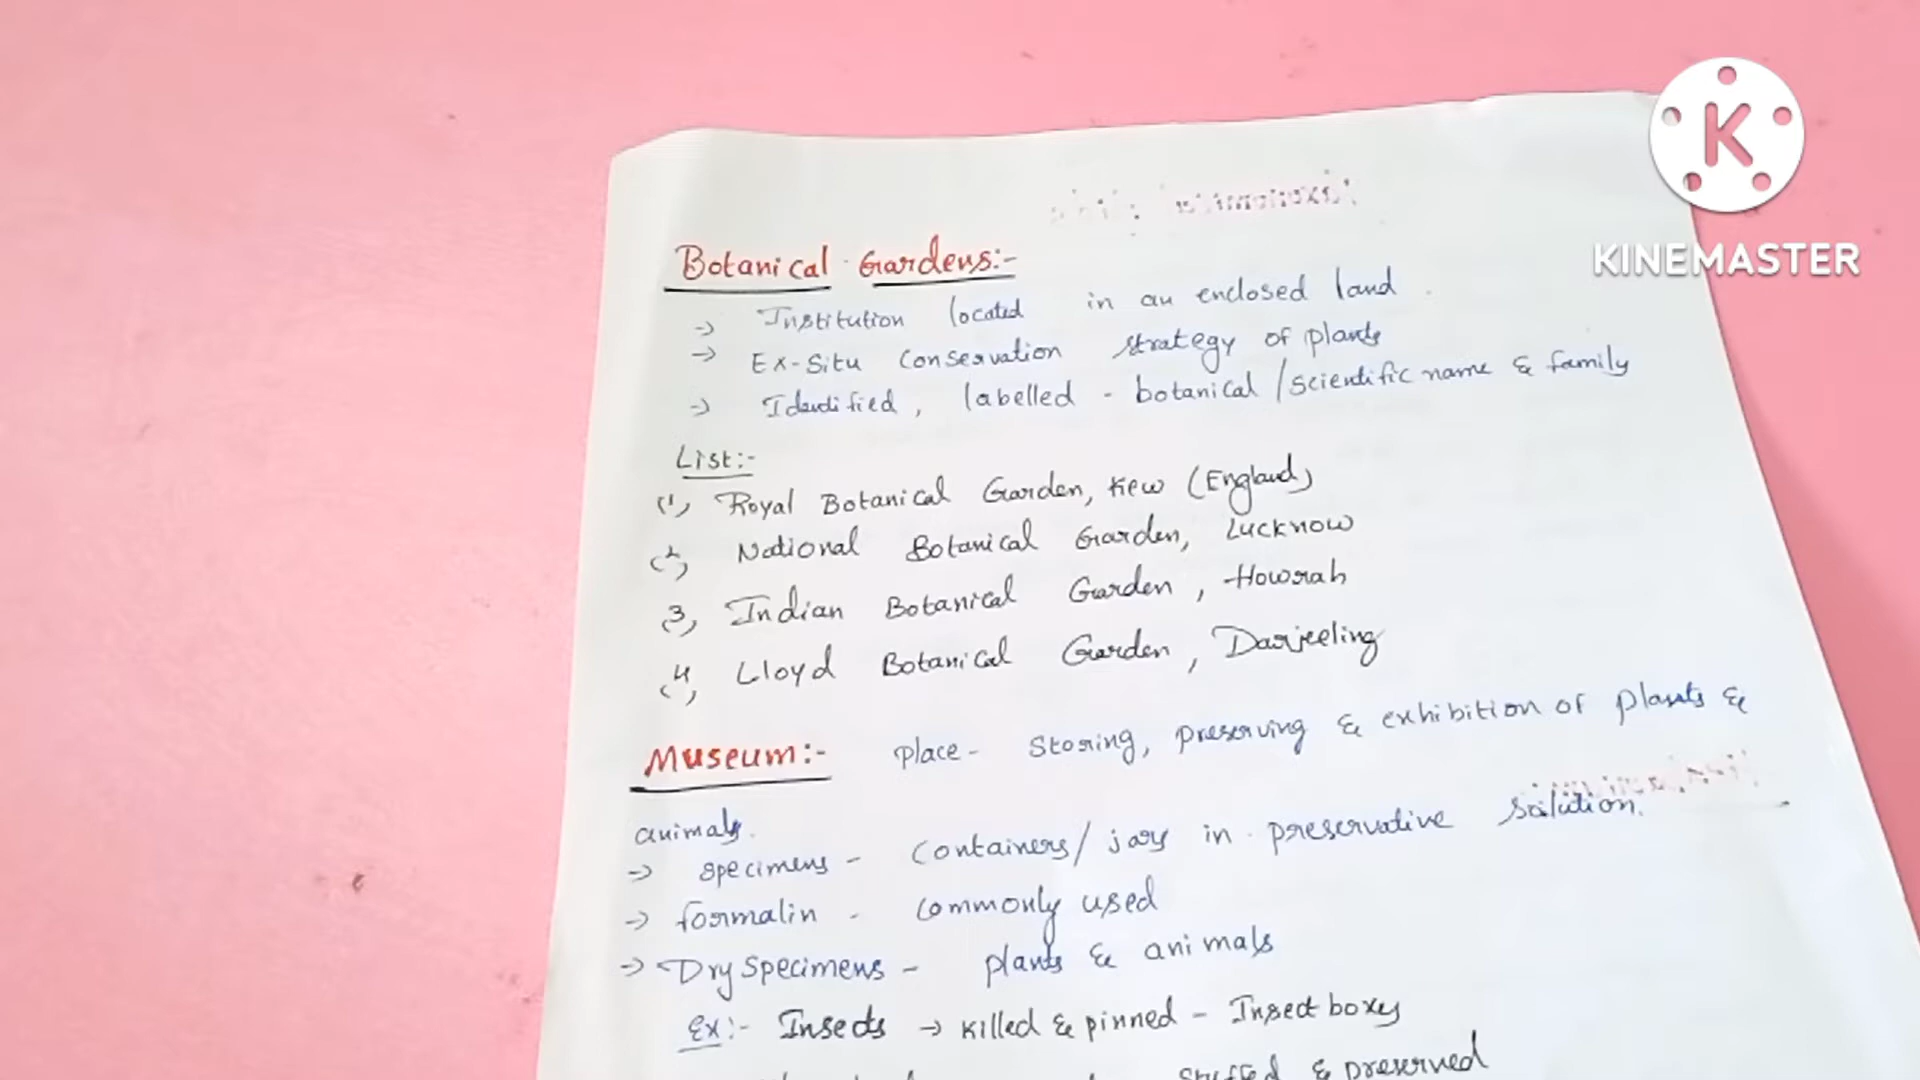 K
KINEMASTER
Botanical Gardens:-
→ Institution located in an enclosed land
→ Ex-Situ conservation strategy of plants
→ Identified, labelled - botanical/scientific name & family
List:-
(1) Royal Botanical Garden, Kew (England)
(2) National Botanical Garden, Lucknow
3) Indian Botanical Garden, Howrah
(4) Lloyd Botanical Garden, Darjeeling
Museum:- place - storing, preserving & exhibition of plants &
animals.
→ specimens - containers/jars in preservative solution.
→ formalin - commonly used
→ Dry specimens - plants & animals
Ex:- Insects → killed & pinned - Insect boxes
stuffed & preserved